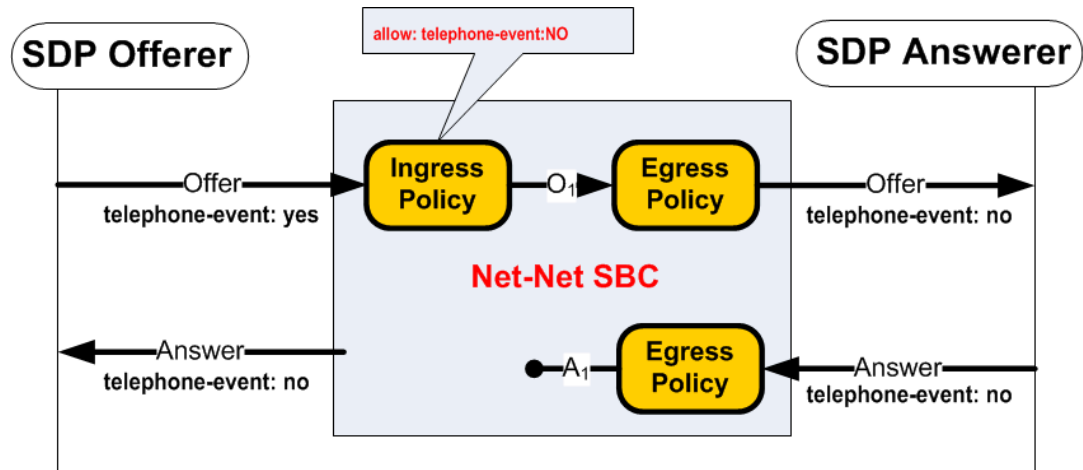 allow: telephone-event:NO
SDP Offerer
SDP Answerer
Ingress
Policy
Egress
Policy
Offer
O1
Offer
telephone-event: yes
telephone-event: no
Net-Net SBC
Answer
telephone-event: no
A1
Egress
Policy
Answer
telephone-event: no